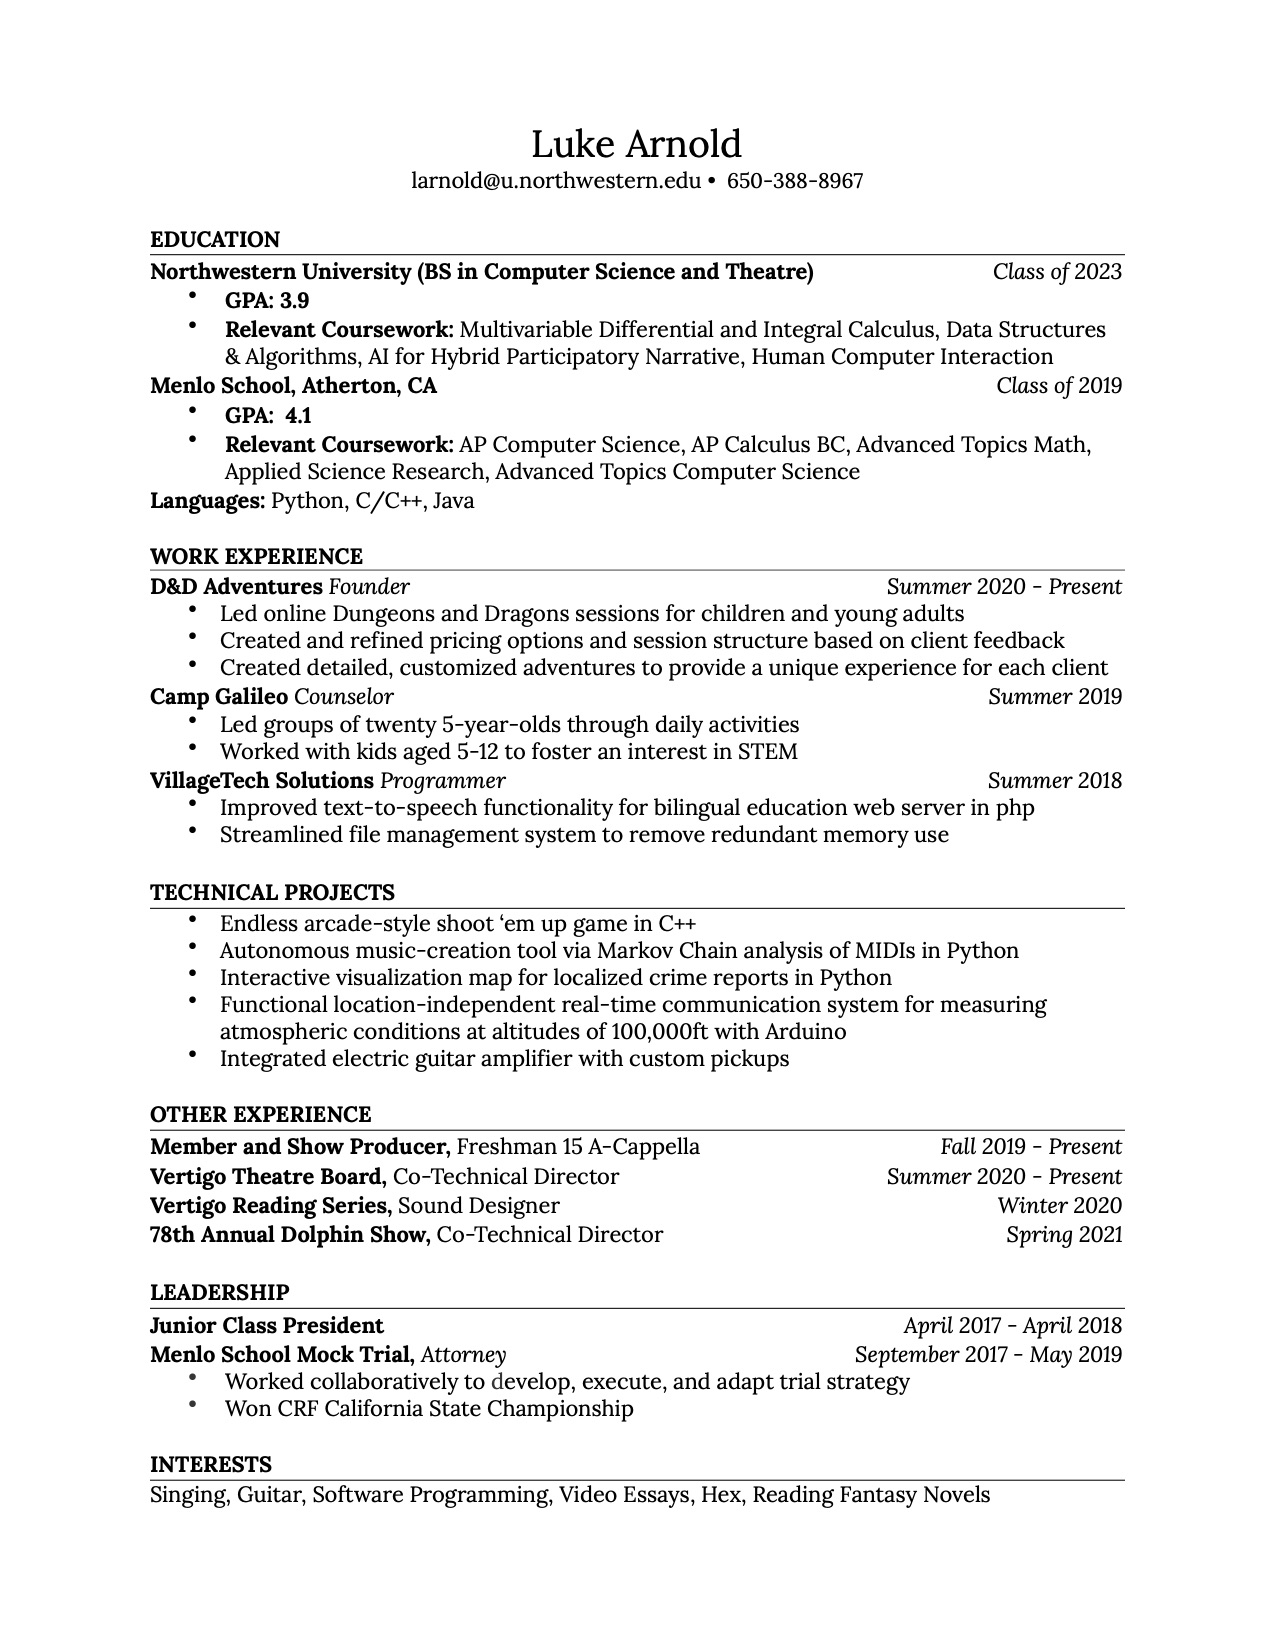 Luke Arnold
larnold@u.northwestern.edu • 650-388-8967
EDUCATION
Northwestern University (BS in Computer Science and Theatre) Class of 2023
• GPA: 3.9
• Relevant Coursework: Multivariable Differential and Integral Calculus, Data Structures
& Algorithms, AI for Hybrid Participatory Narrative, Human Computer Interaction
Menlo School, Atherton, CA Class of 2019
• GPA: 4.1
• Relevant Coursework: AP Computer Science, AP Calculus BC, Advanced Topics Math,
Applied Science Research, Advanced Topics Computer Science
Languages: Python, C/C++, Java
WORK EXPERIENCE
D&D Adventures Founder Summer 2020 - Present
• Led online Dungeons and Dragons sessions for children and young adults
• Created and refined pricing options and session structure based on client feedback
• Created detailed, customized adventures to provide a unique experience for each client
Camp Galileo Counselor Summer 2019
• Led groups of twenty 5-year-olds through daily activities
• Worked with kids aged 5-12 to foster an interest in STEM
VillageTech Solutions Programmer Summer 2018
• Improved text-to-speech functionality for bilingual education web server in php
• Streamlined file management system to remove redundant memory use
TECHNICAL PROJECTS
• Endless arcade-style shoot ‘em up game in C++
• Autonomous music-creation tool via Markov Chain analysis of MIDIs in Python
• Interactive visualization map for localized crime reports in Python
• Functional location-independent real-time communication system for measuring
atmospheric conditions at altitudes of 100,000ft with Arduino
• Integrated electric guitar amplifier with custom pickups
OTHER EXPERIENCE
Member and Show Producer, Freshman 15 A-Cappella Fall 2019 - Present
Vertigo Theatre Board, Co-Technical Director Summer 2020 - Present
Vertigo Reading Series, Sound Designer Winter 2020
78th Annual Dolphin Show, Co-Technical Director Spring 2021
LEADERSHIP
Junior Class President April 2017 - April 2018
Menlo School Mock Trial, Attorney September 2017 - May 2019
• Worked collaboratively to develop, execute, and adapt trial strategy
• Won CRF California State Championship
INTERESTS
Singing, Guitar, Software Programming, Video Essays, Hex, Reading Fantasy Novels